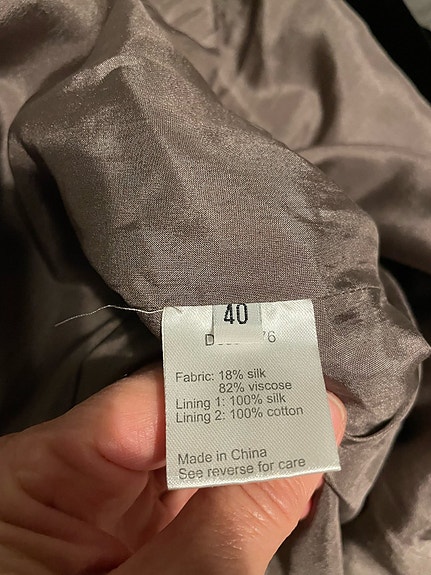 40
Fabric: 18% silk
82% viscose
Lining 1: 100% silk
Lining 2: 100% cotton
Made in China
See reverse for care